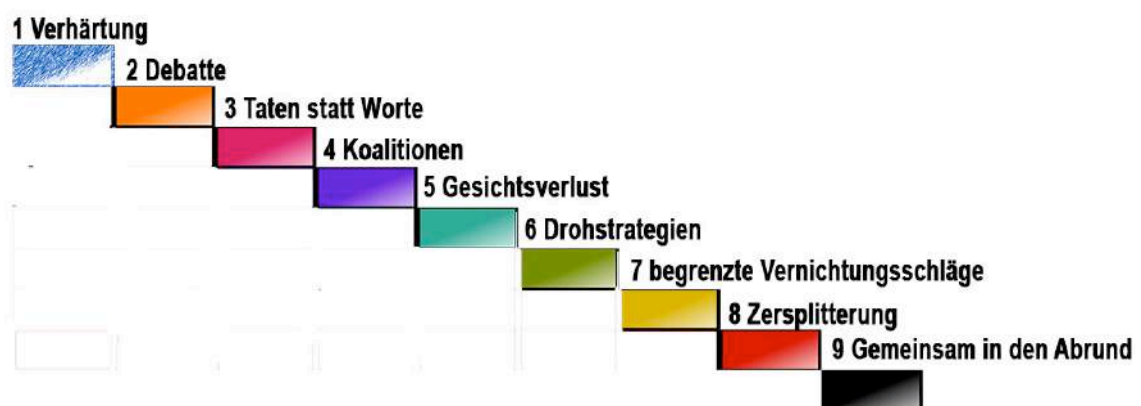 1 Verhärtung
2 Debatte
3 Taten statt Worte
4 Koalitionen
5 Gesichtsverlust
6 Drohstrategien
7 begrenzte Vernichtungsschläge
8 Zersplitterung
9 Gemeinsam in den Abrund